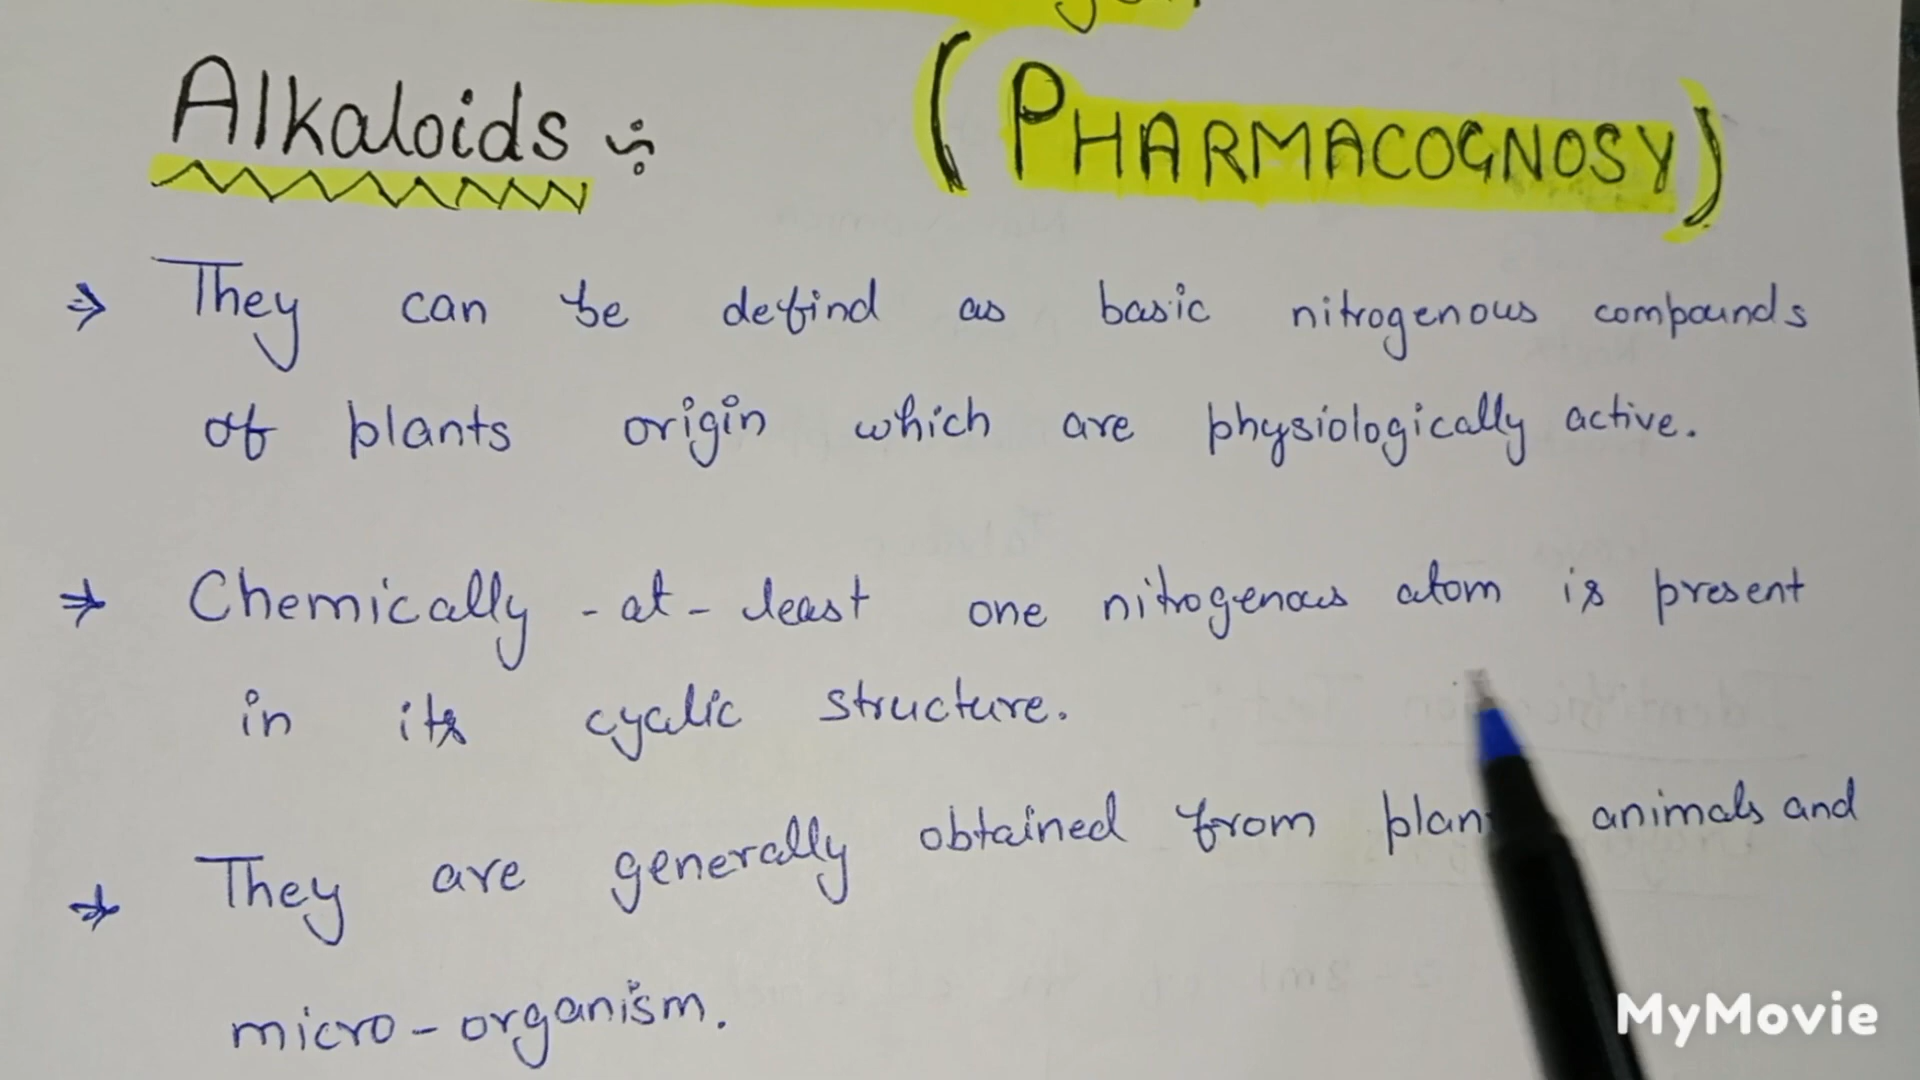 Alkaloids :- (PHARMACOGNOSY)
⇒ They can be defind as basic nitrogenous compounds
of plants origin which are physiologically active.
⇒ Chemically -at- least one nitrogenous atom is present
in its cyclic structure.
⇒ They are generally obtained from plan animals and
micro-organism.
MyMovie